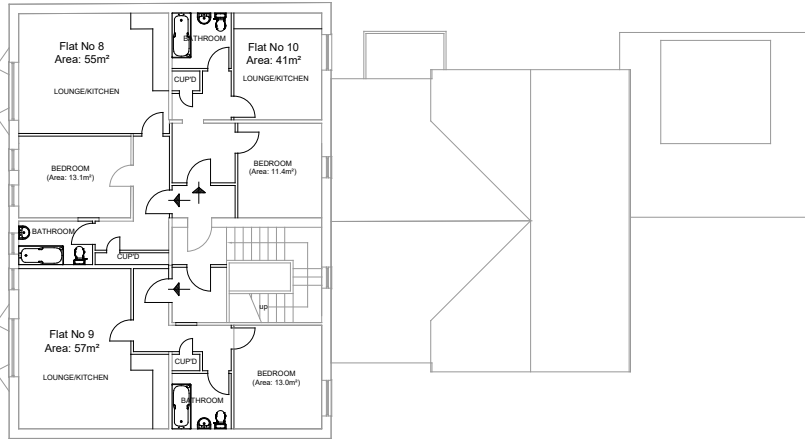 BATHROOM
Flat No 8
Area: 55m²
LOUNGE/KITCHEN
CUP'D
Flat No 10
Area: 41m²
LOUNGE/KITCHEN
BEDROOM
(Area: 13.1m²)
BEDROOM
(Area: 11.4m²)
BATHROOM
CUP'D
up
Flat No 9
Area: 57m²
LOUNGE/KITCHEN
CUP'D
BEDROOM
(Area: 13.0m²)
BATHROOM